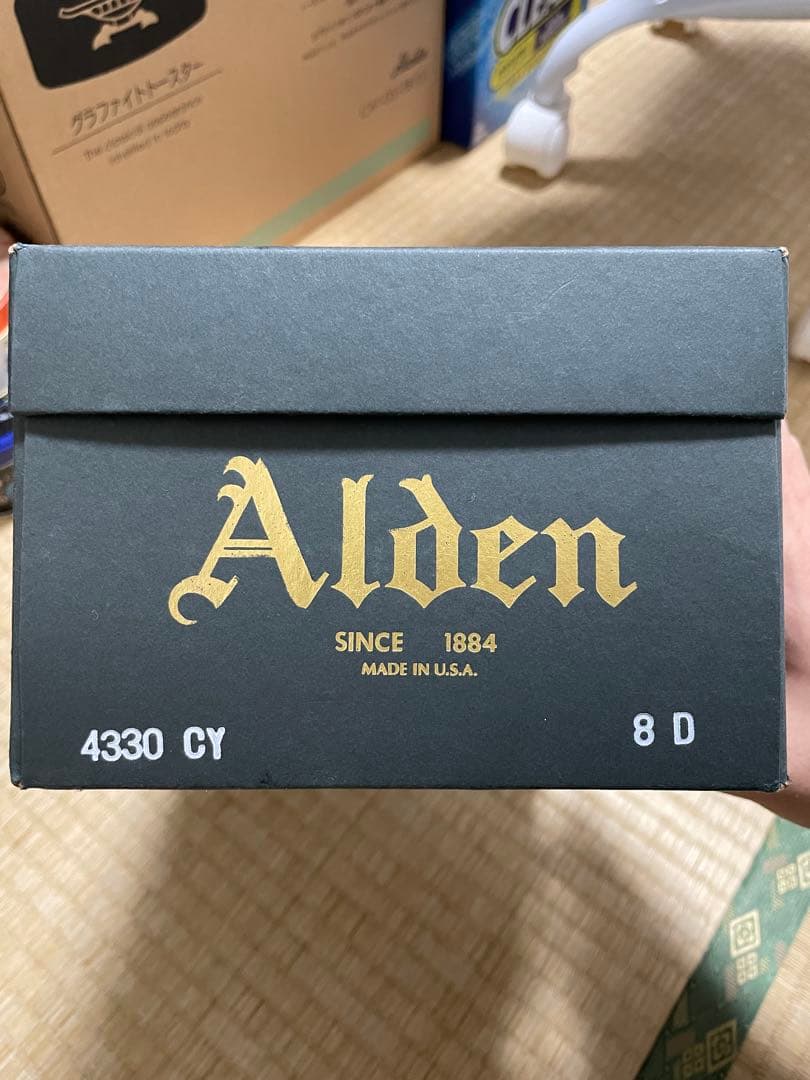 グラファイトトースター
CLEA
Alden
SINCE 1884
MADE IN U.S.A.
4330 CY
8 D